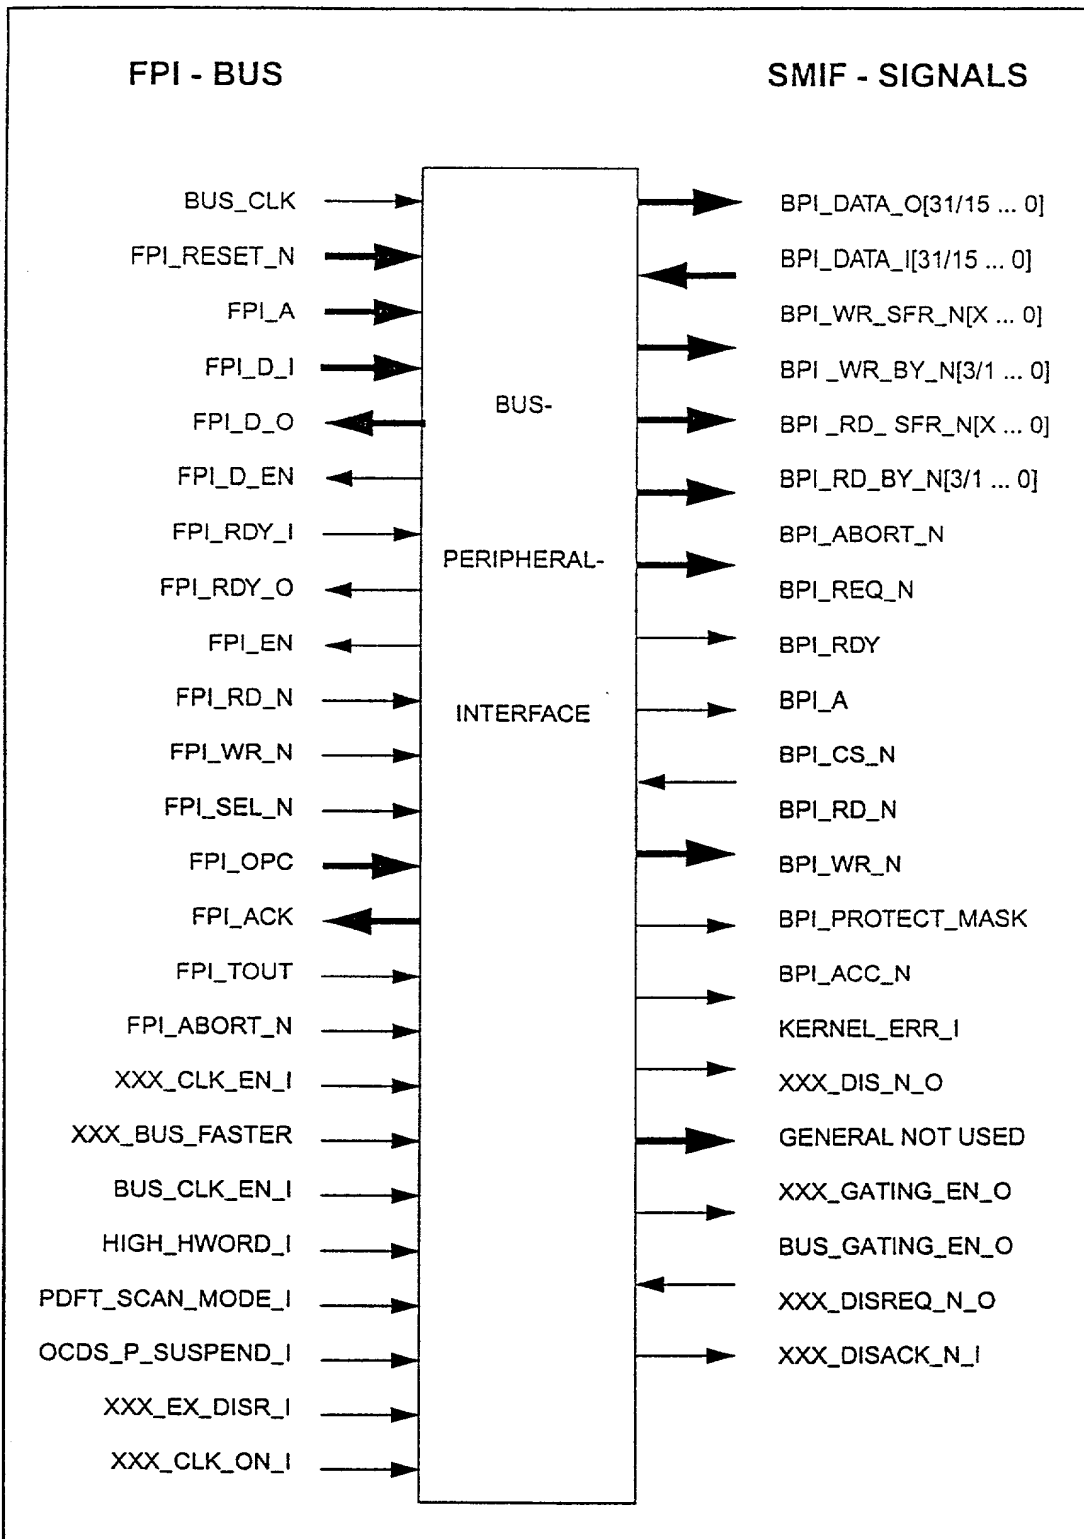 FPI - BUS
SMIF - SIGNALS
BUS_CLK
FPI_RESET_N
FPI_A
FPI_D_I
FPI_D_O
FPI_D_EN
FPI_RDY_I
FPI_RDY_O
FPI_EN
FPI_RD_N
FPI_WR_N
FPI_SEL_N
FPI_OPC
FPI_ACK
FPI_TOUT
FPI_ABORT_N
XXX_CLK_EN_I
XXX_BUS_FASTER
BUS_CLK_EN_I
HIGH_HWORD_I
PDFT_SCAN_MODE_I
OCDS_P_SUSPEND_I
XXX_EX_DISR_I
XXX_CLK_ON_I
BUS-
PERIPHERAL-
INTERFACE
BPI_DATA_O[31/15 ... 0]
BPI_DATA_I[31/15 ... 0]
BPI_WR_SFR_N[X ... 0]
BPI _WR_BY_N[3/1 ... 0]
BPI _RD_ SFR_N[X ... 0]
BPI_RD_BY_N[3/1 ... 0]
BPI_ABORT_N
BPI_REQ_N
BPI_RDY
BPI_A
BPI_CS_N
BPI_RD_N
BPI_WR_N
BPI_PROTECT_MASK
BPI_ACC_N
KERNEL_ERR_I
XXX_DIS_N_O
GENERAL NOT USED
XXX_GATING_EN_O
BUS_GATING_EN_O
XXX_DISREQ_N_O
XXX_DISACK_N_I